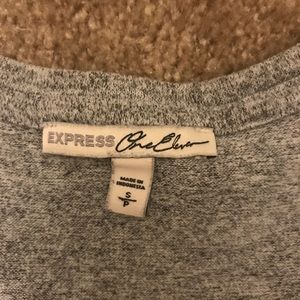 EXPRESS One Eleven
MADE IN
INDONESIA
S
P